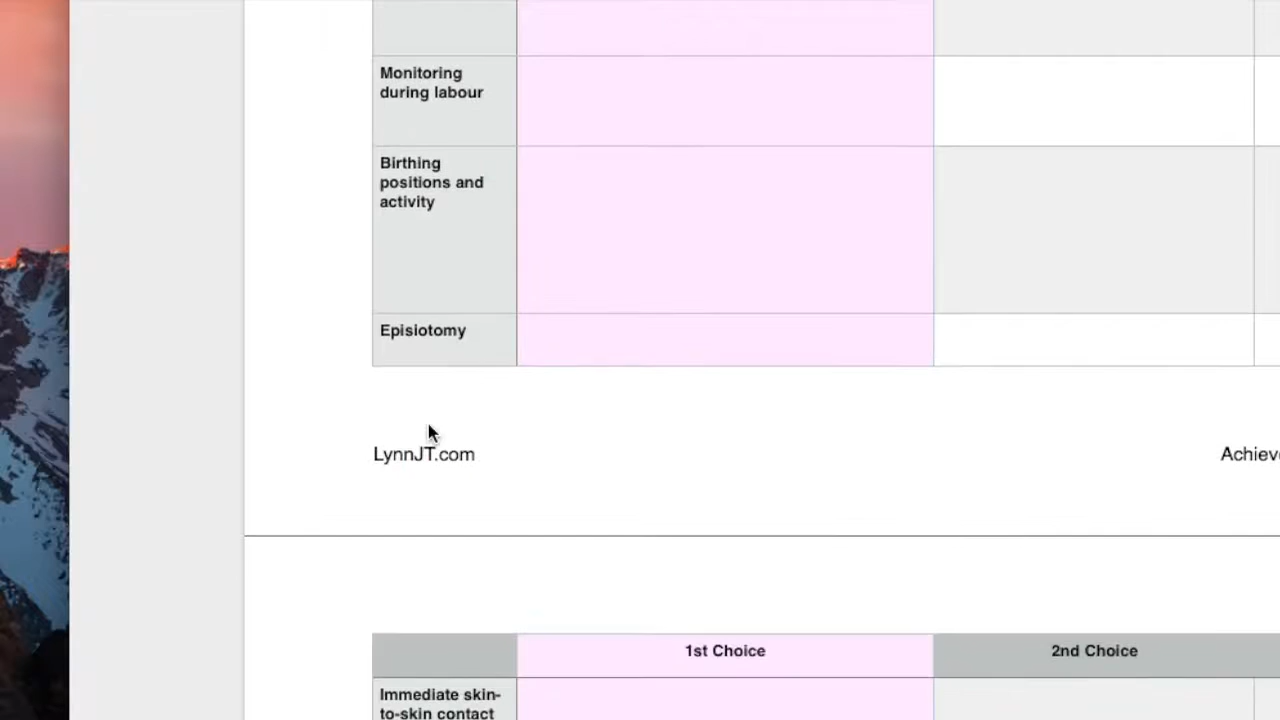 Monitoring
during labour
Birthing
positions and
activity
Episiotomy
LynnJT.com
1st Choice
2nd Choice
Immediate skin-
to-skin contact